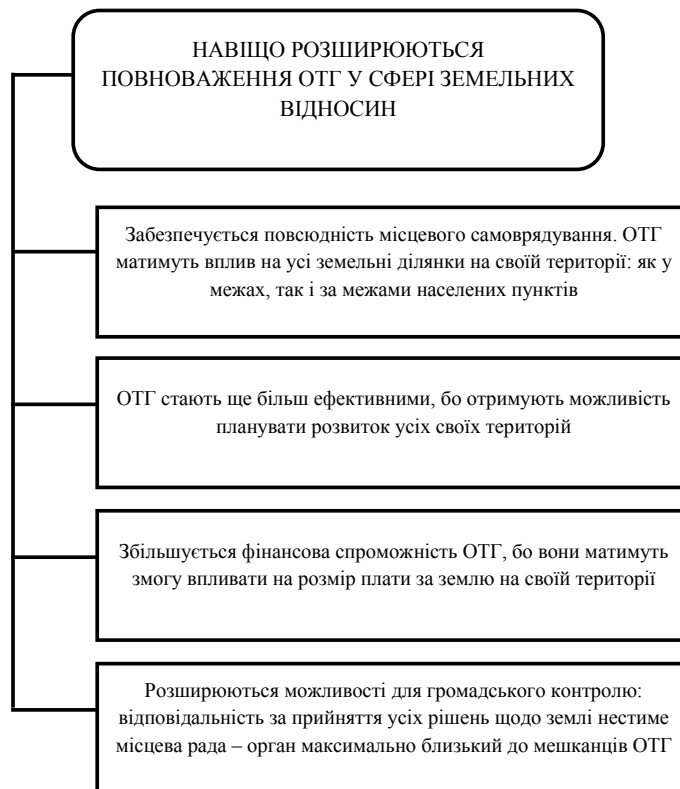 НАВІЩО РОЗШИРЮЮТЬСЯ
ПОВНОВАЖЕННЯ ОТГ У СФЕРІ ЗЕМЕЛЬНИХ
ВІДНОСИН
Забезпечується повсюдність місцевого самоврядування. ОТГ
матимуть вплив на усі земельні ділянки на своїй території: як у
межах, так і за межами населених пунктів
ОТГ стають ще більш ефективними, бо отримують можливість
планувати розвиток усіх своїх територій
Збільшується фінансова спроможність ОТГ, бо вони матимуть
змогу впливати на розмір плати за землю на своїй території
Розширюються можливості для громадського контролю:
відповідальність за прийняття усіх рішень щодо землі нестиме
місцева рада – орган максимально близький до мешканців ОТГ